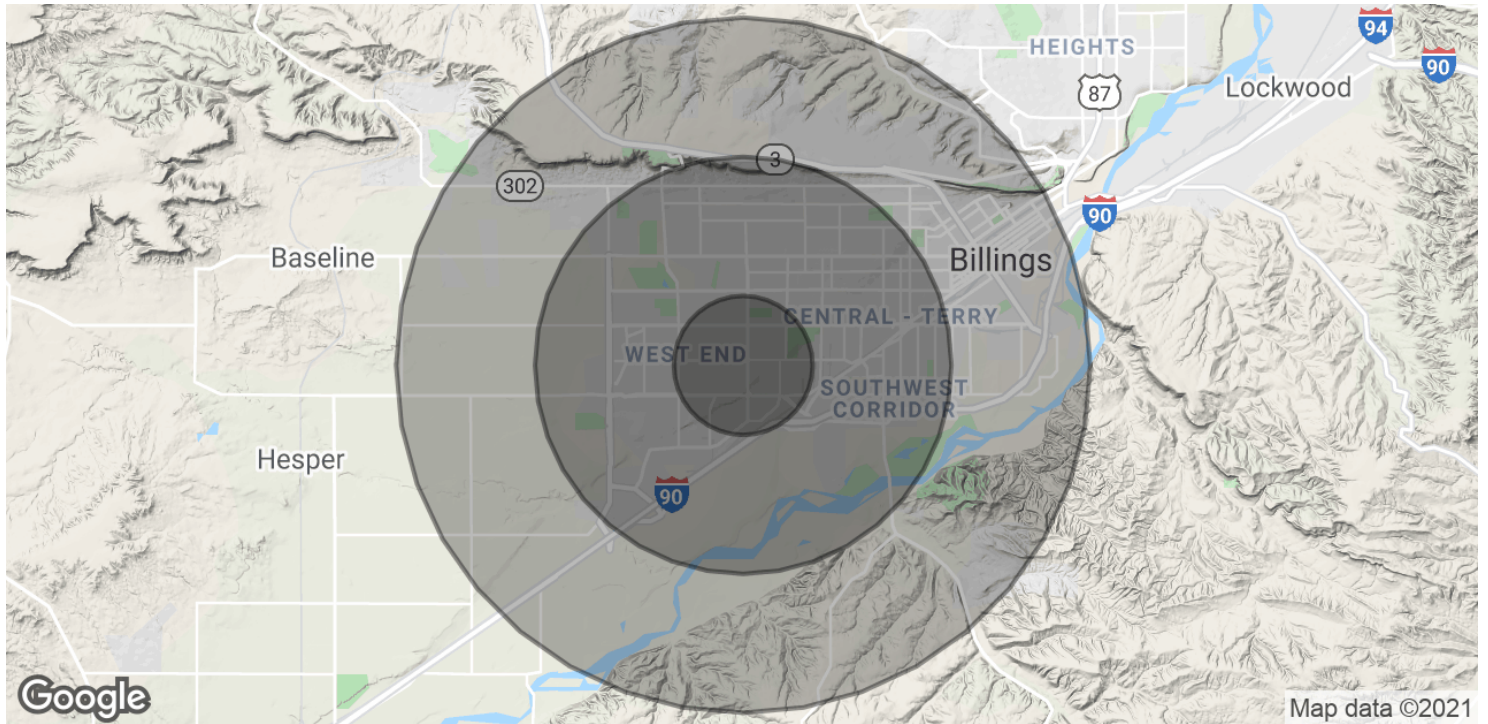 94
HEIGHTS
90
87
Lockwood
3
302
90
Baseline
Billings
CENTRAL - TERRY
WEST END
SOUTHWEST
CORRIDOR
Hesper
90
Google
Map data ©2021